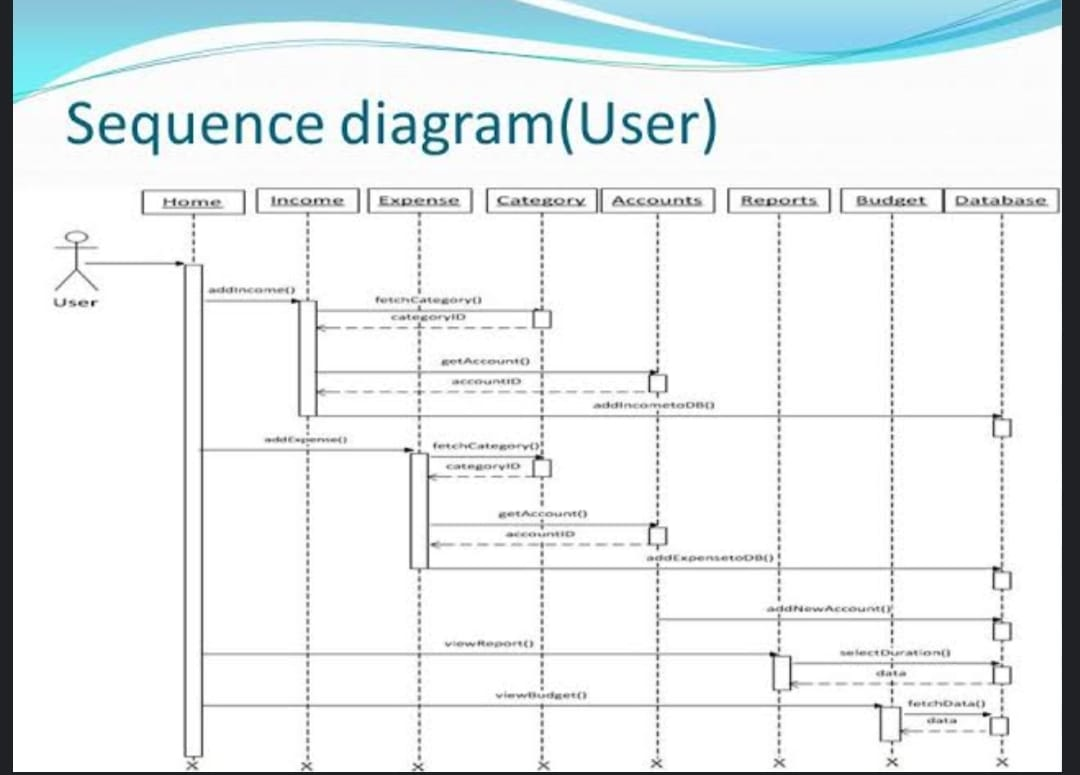 Sequence diagram(User)
Home Income Expense Category Accounts Reports Budget Database
User
addIncome()
fetchCategory()
categoryID
getAccount()
accountID
addIncometoDB()
addExpense()
fetchCategory()
categoryID
getAccount()
accountID
addExpensetoDB()
addNewAccount()
viewReport()
selectDuration()
data
viewBudget()
fetchData()
data